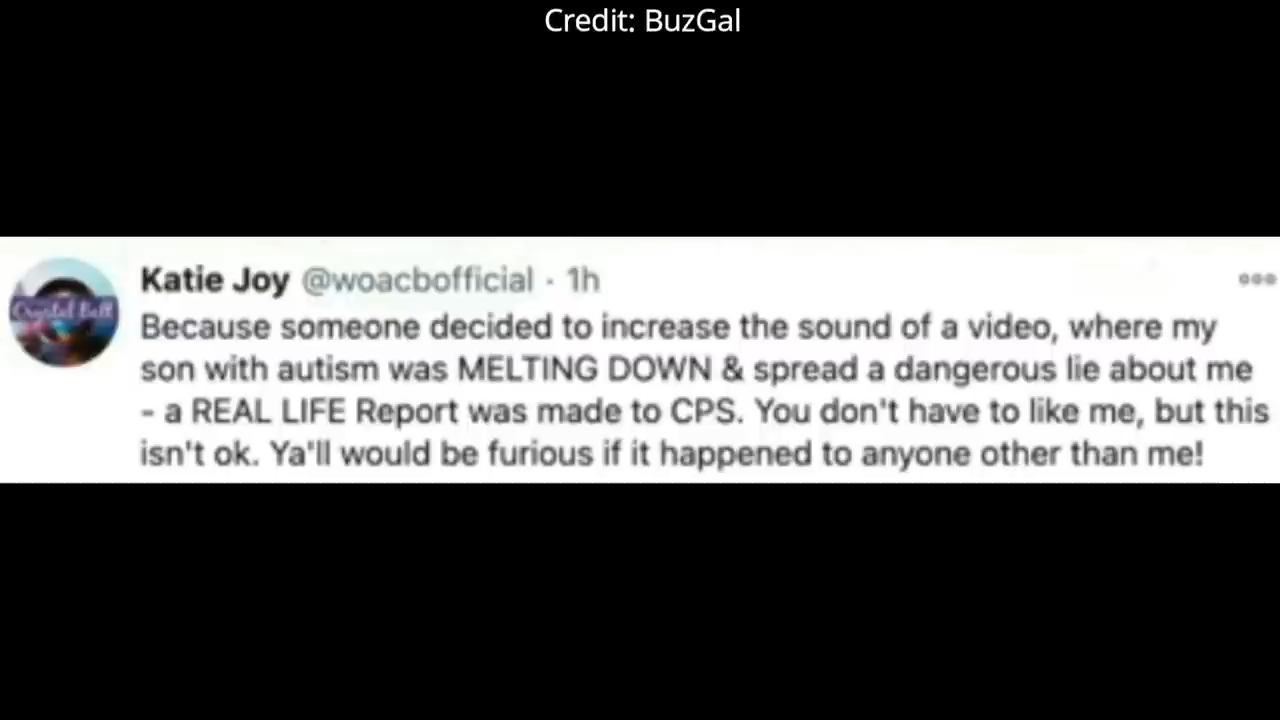 Credit: BuzGal
Katie Joy @woacbofficial · 1h
Crystal Ball
Because someone decided to increase the sound of a video, where my
son with autism was MELTING DOWN & spread a dangerous lie about me
- a REAL LIFE Report was made to CPS. You don't have to like me, but this
isn't ok. Ya'll would be furious if it happened to anyone other than me!